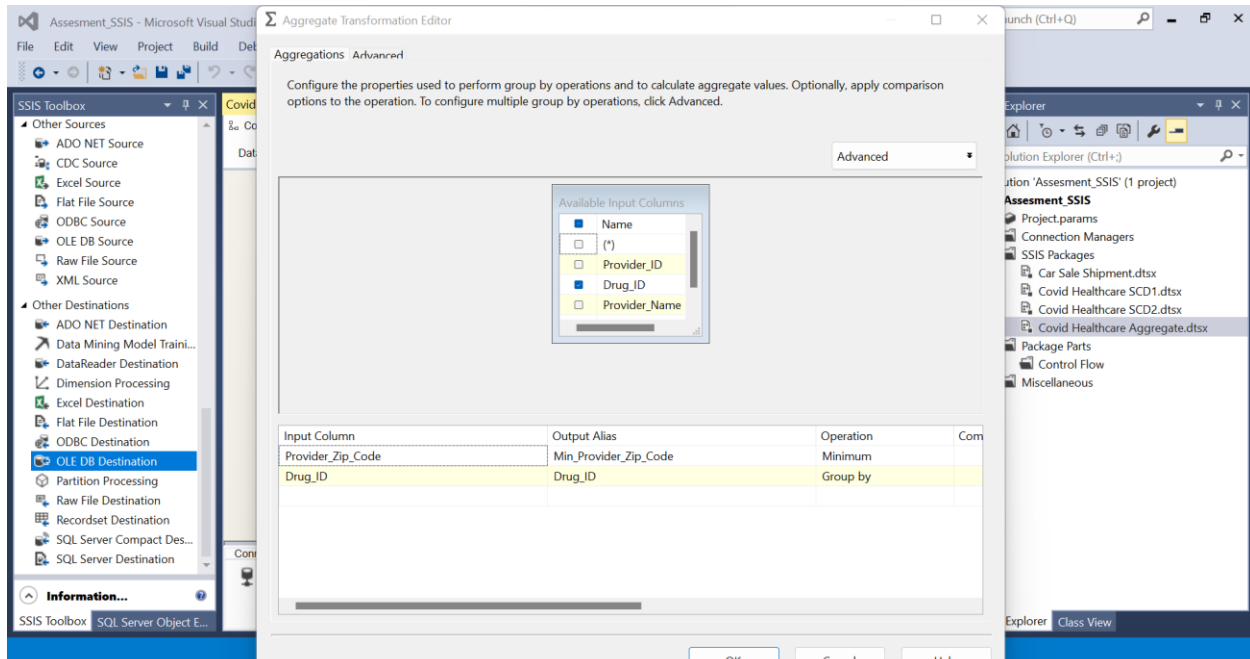 Assesment_SSIS - Microsoft Visual Studi
Aggregate Transformation Editor
unch (Ctrl+Q)
File Edit View Project Build Deb
Aggregations Advanced
Configure the properties used to perform group by operations and to calculate aggregate values. Optionally, apply comparison
options to the operation. To configure multiple group by operations, click Advanced.
Advanced
SSIS Toolbox
Other Sources
ADO NET Source
CDC Source
Excel Source
Flat File Source
ODBC Source
OLE DB Source
Raw File Source
XML Source
Other Destinations
ADO NET Destination
Data Mining Model Traini...
DataReader Destination
Dimension Processing
Excel Destination
Flat File Destination
ODBC Destination
OLE DB Destination
Partition Processing
Raw File Destination
Recordset Destination
SQL Server Compact Des...
SQL Server Destination
Information...
SSIS Toolbox SQL Server Object E...
Covid
Co
Dat
Conn
Available Input Columns
Name
(*)
Provider_ID
Drug_ID
Provider_Name
Input Column Output Alias Operation Com
Provider_Zip_Code Min_Provider_Zip_Code Minimum
Drug_ID Drug_ID Group by
Explorer
olution Explorer (Ctrl+;)
ution 'Assesment_SSIS' (1 project)
Assesment_SSIS
Project.params
Connection Managers
SSIS Packages
Car Sale Shipment.dtsx
Covid Healthcare SCD1.dtsx
Covid Healthcare SCD2.dtsx
Covid Healthcare Aggregate.dtsx
Package Parts
Control Flow
Miscellaneous
Explorer Class View